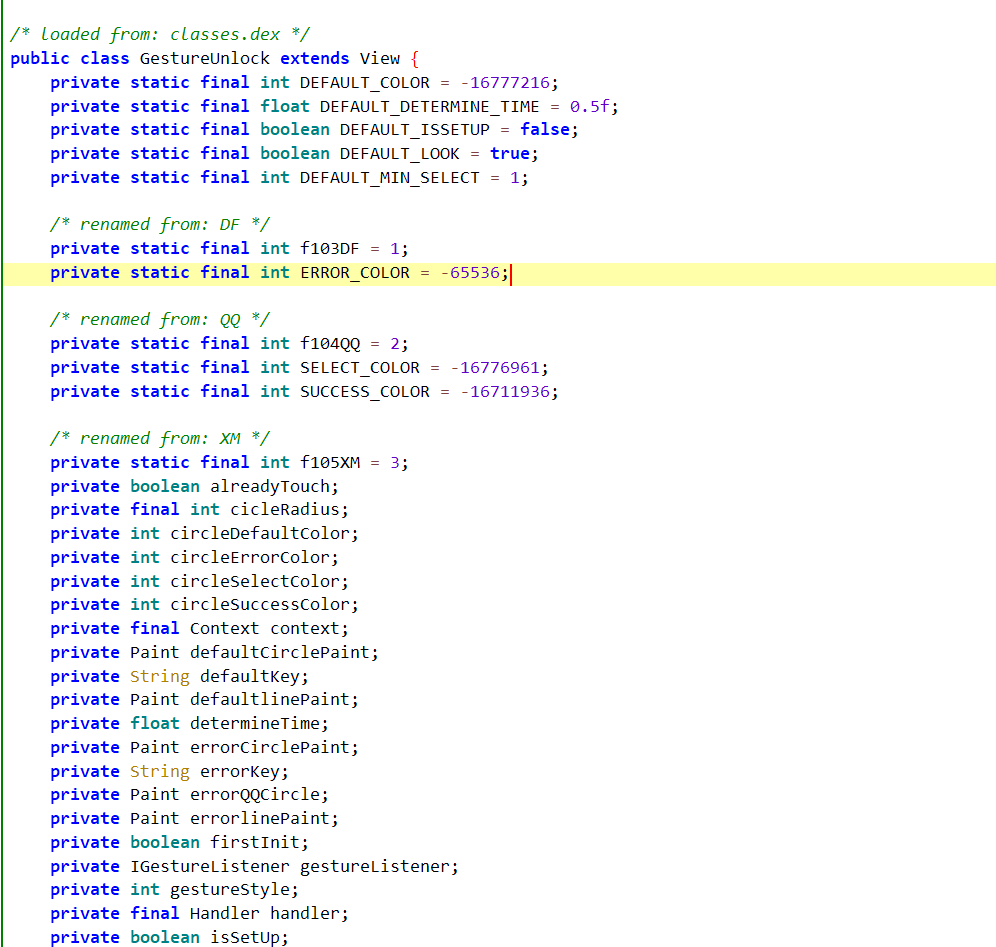 /* loaded from: classes.dex */
public class GestureUnlock extends View {
    private static final int DEFAULT_COLOR = -16777216;
    private static final float DEFAULT_DETERMINE_TIME = 0.5f;
    private static final boolean DEFAULT_ISSETUP = false;
    private static final boolean DEFAULT_LOOK = true;
    private static final int DEFAULT_MIN_SELECT = 1;
    /* renamed from: DF */
    private static final int f103DF = 1;
    private static final int ERROR_COLOR = -65536;
    /* renamed from: QQ */
    private static final int f104QQ = 2;
    private static final int SELECT_COLOR = -16776961;
    private static final int SUCCESS_COLOR = -16711936;
    /* renamed from: XM */
    private static final int f105XM = 3;
    private boolean alreadyTouch;
    private final int cicleRadius;
    private int circleDefaultColor;
    private int circleErrorColor;
    private int circleSelectColor;
    private int circleSuccessColor;
    private final Context context;
    private Paint defaultCirclePaint;
    private String defaultKey;
    private Paint defaultlinePaint;
    private float determineTime;
    private Paint errorCirclePaint;
    private String errorKey;
    private Paint errorQQCircle;
    private Paint errorlinePaint;
    private boolean firstInit;
    private IGestureListener gestureListener;
    private int gestureStyle;
    private final Handler handler;
    private boolean isSetUp;